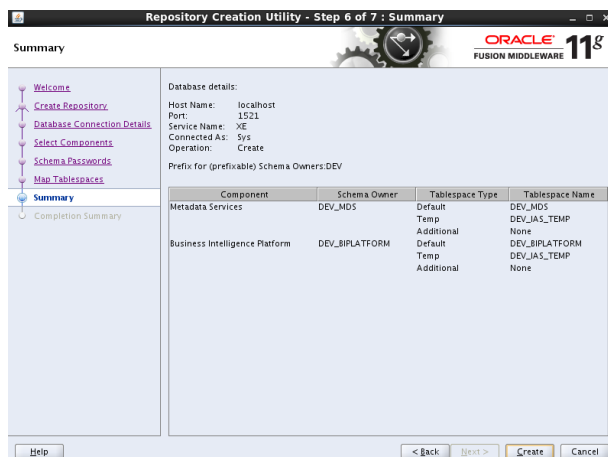 Repository Creation Utility - Step 6 of 7 : Summary
Summary
ORACLE
FUSION MIDDLEWARE
11g
Welcome
Create Repository
Database Connection Details
Select Components
Schema Passwords
Map Tablespaces
Summary
Completion Summary
Database details:
Host Name: localhost
Port: 1521
Service Name: XE
Connected As: Sys
Operation: Create
Prefix for (prefixable) Schema Owners:DEV
Component Schema Owner Tablespace Type Tablespace Name
Metadata Services DEV_MDS Default DEV_MDS
Temp DEV_IAS_TEMP
Additional None
Business Intelligence Platform DEV_BIPLATFORM Default DEV_BIPLATFORM
Temp DEV_IAS_TEMP
Additional None
Help < Back Next > Create Cancel